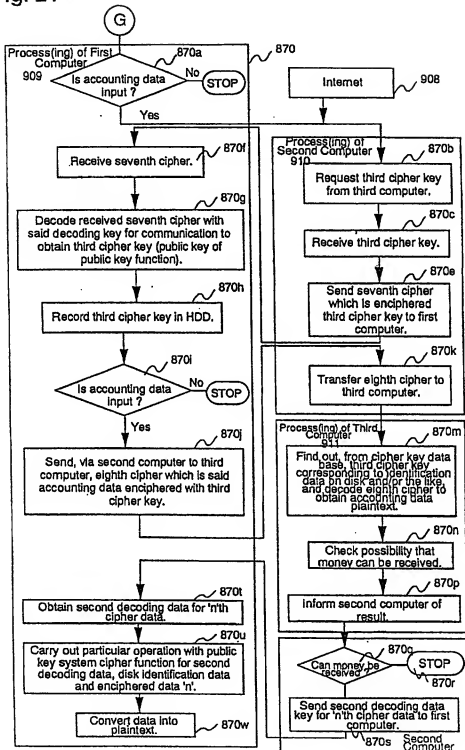 Fig. 24
G
Process(ing) of First
Computer
909
870a
870
Is accounting data
input ?
No
STOP
Yes
Internet
908
870f
Receive seventh cipher.
870g
Decode received seventh cipher with
said decoding key for communication to
obtain third cipher key (public key of
public key function).
870h
Record third cipher key in HDD.
870i
Is accounting data
input ?
No
STOP
Yes
870j
Send, via second computer to third
computer, eighth cipher which is said
accounting data enciphered with third
cipher key.
870t
Obtain second decoding data for 'n'th
cipher data.
870u
Carry out particular operation with public
key system cipher function for second
decoding data, disk identification data
and enciphered data 'n'.
Convert data into
plaintext.
870w
Process(ing) of
Second Computer
910
870b
Request third cipher key
from third computer.
870c
Receive third cipher key.
870e
Send seventh cipher
which is enciphered
third cipher key to first
computer.
870k
Transfer eighth cipher to
third computer.
Process(ing) of Third
Computer
911
870m
Find out, from cipher key data
base, third cipher key
corresponding to identification
data on disk and/or the like,
and decode eighth cipher to
obtain accounting data
plaintext.
870n
Check possibility that
money can be received.
870p
Inform second computer of
result.
870q
Can money be
received ?
STOP
870r
Send second decoding data
key for 'n'th cipher data to first
computer.
870s
Second
Computer